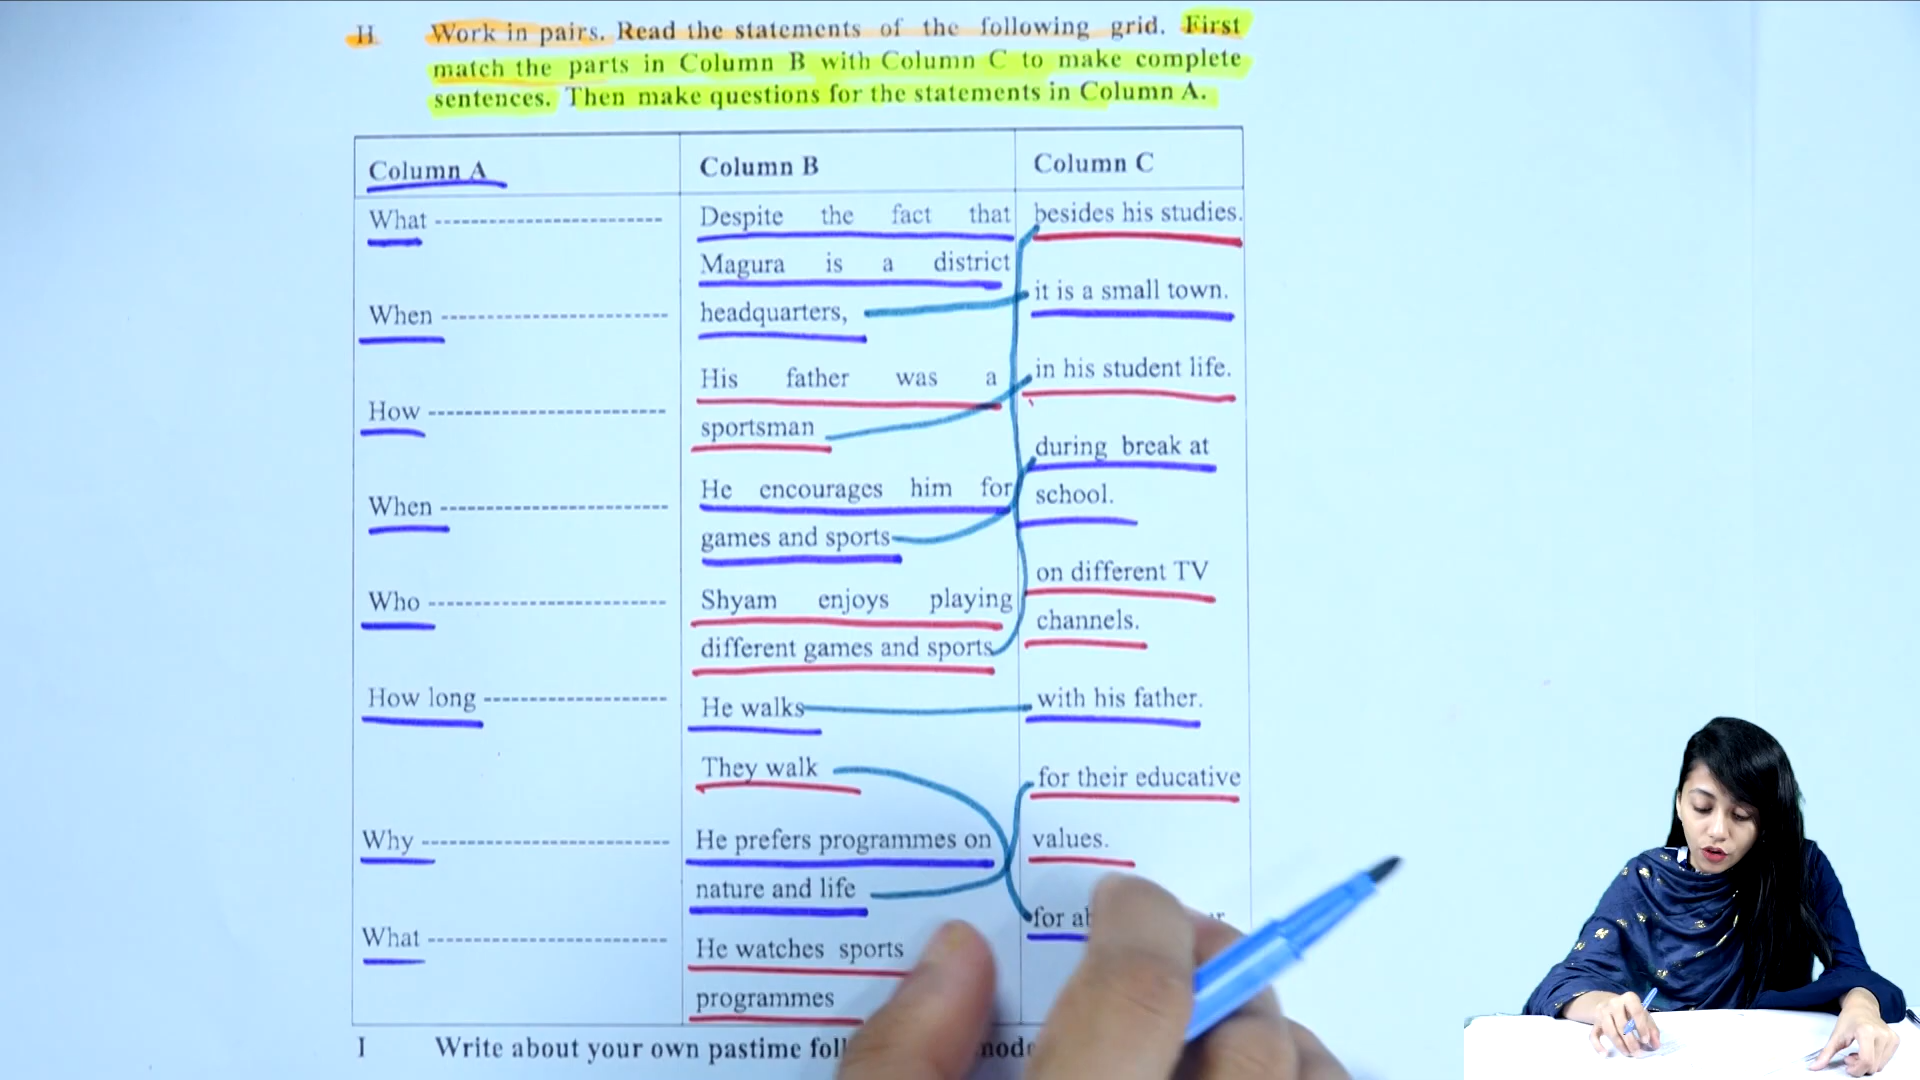 H Work in pairs. Read the statements of the following grid. First
match the parts in Column B with Column C to make complete
sentences. Then make questions for the statements in Column A.
Column A
What ------------------------
When ------------------------
How -------------------------
When ------------------------
Who -------------------------
How long -------------------
Why -------------------------
What ------------------------
Column B
Despite the fact that
Magura is a district
headquarters,
His father was a
sportsman
He encourages him for
games and sports
Shyam enjoys playing
different games and sports
He walks
They walk
He prefers programmes on
nature and life
He watches sports
programmes
Column C
besides his studies.
it is a small town.
in his student life.
during break at
school.
on different TV
channels.
with his father.
for their educative
values.
for
I Write about your own pastime